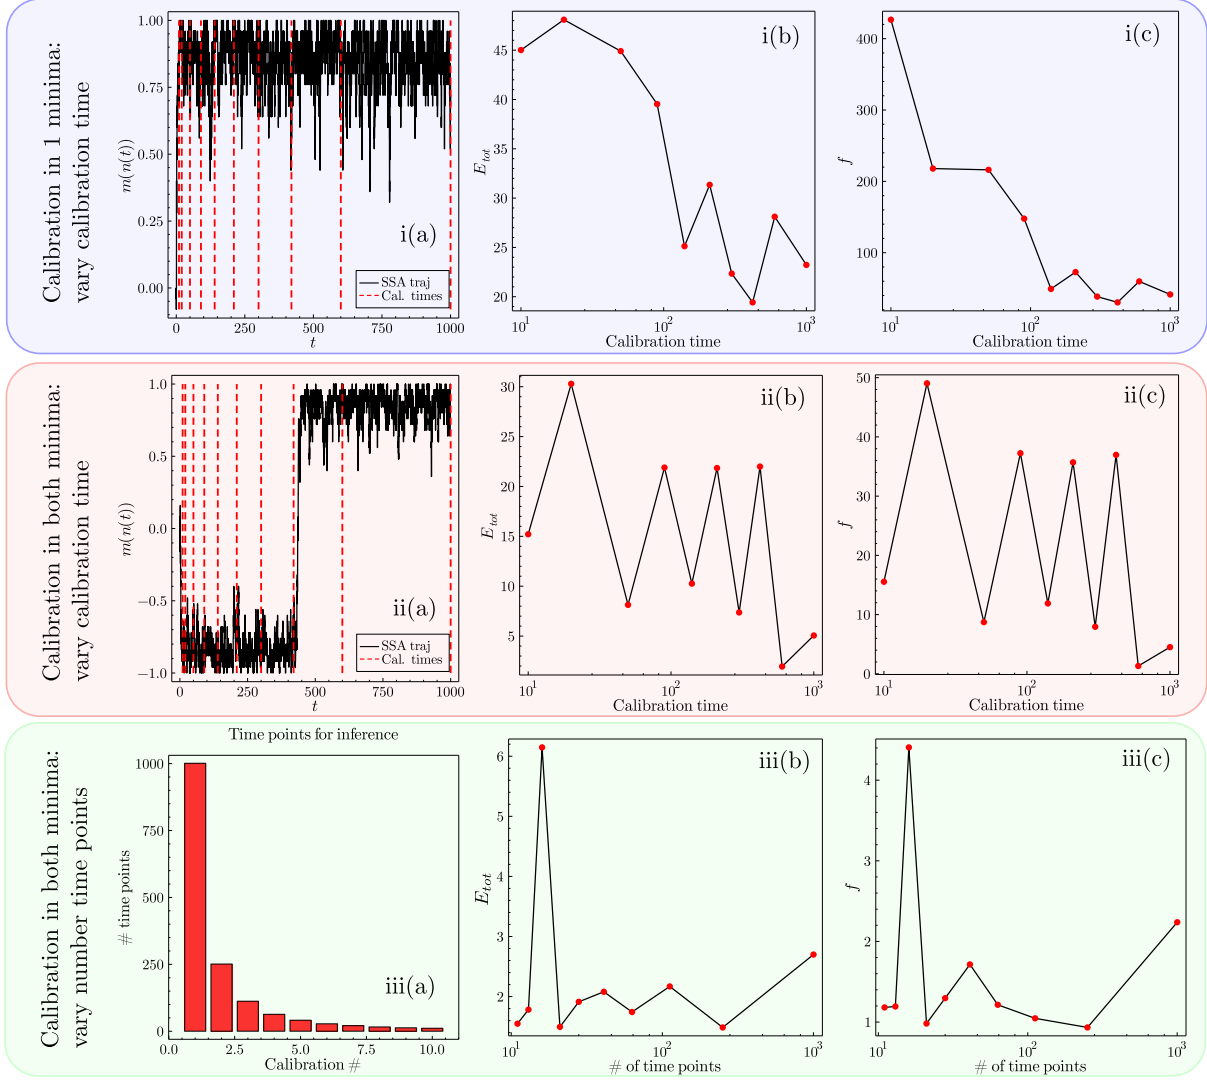 Calibration in 1 minima:
vary calibration time
m(n(t))
1.00
0.75
0.50
0.25
0.00
0
250
500
750
1000
t
i(a)
SSA traj
Cal. times
E_tot
45
40
35
30
25
20
10^1
10^2
10^3
Calibration time
i(b)
f
400
300
200
100
10^1
10^2
10^3
Calibration time
i(c)
Calibration in both minima:
vary calibration time
m(n(t))
1.0
0.5
0.0
−0.5
−1.0
0
250
500
750
1000
t
ii(a)
SSA traj
Cal. times
E_tot
30
25
20
15
10
5
10^1
10^2
10^3
Calibration time
ii(b)
f
50
40
30
20
10
0
10^1
10^2
10^3
Calibration time
ii(c)
Calibration in both minima:
vary number time points
Time points for inference
# time points
1000
750
500
250
0
0.0
2.5
5.0
7.5
10.0
Calibration #
iii(a)
E_tot
6
5
4
3
2
10^1
10^2
10^3
# of time points
iii(b)
f
4
3
2
1
10^1
10^2
10^3
# of time points
iii(c)